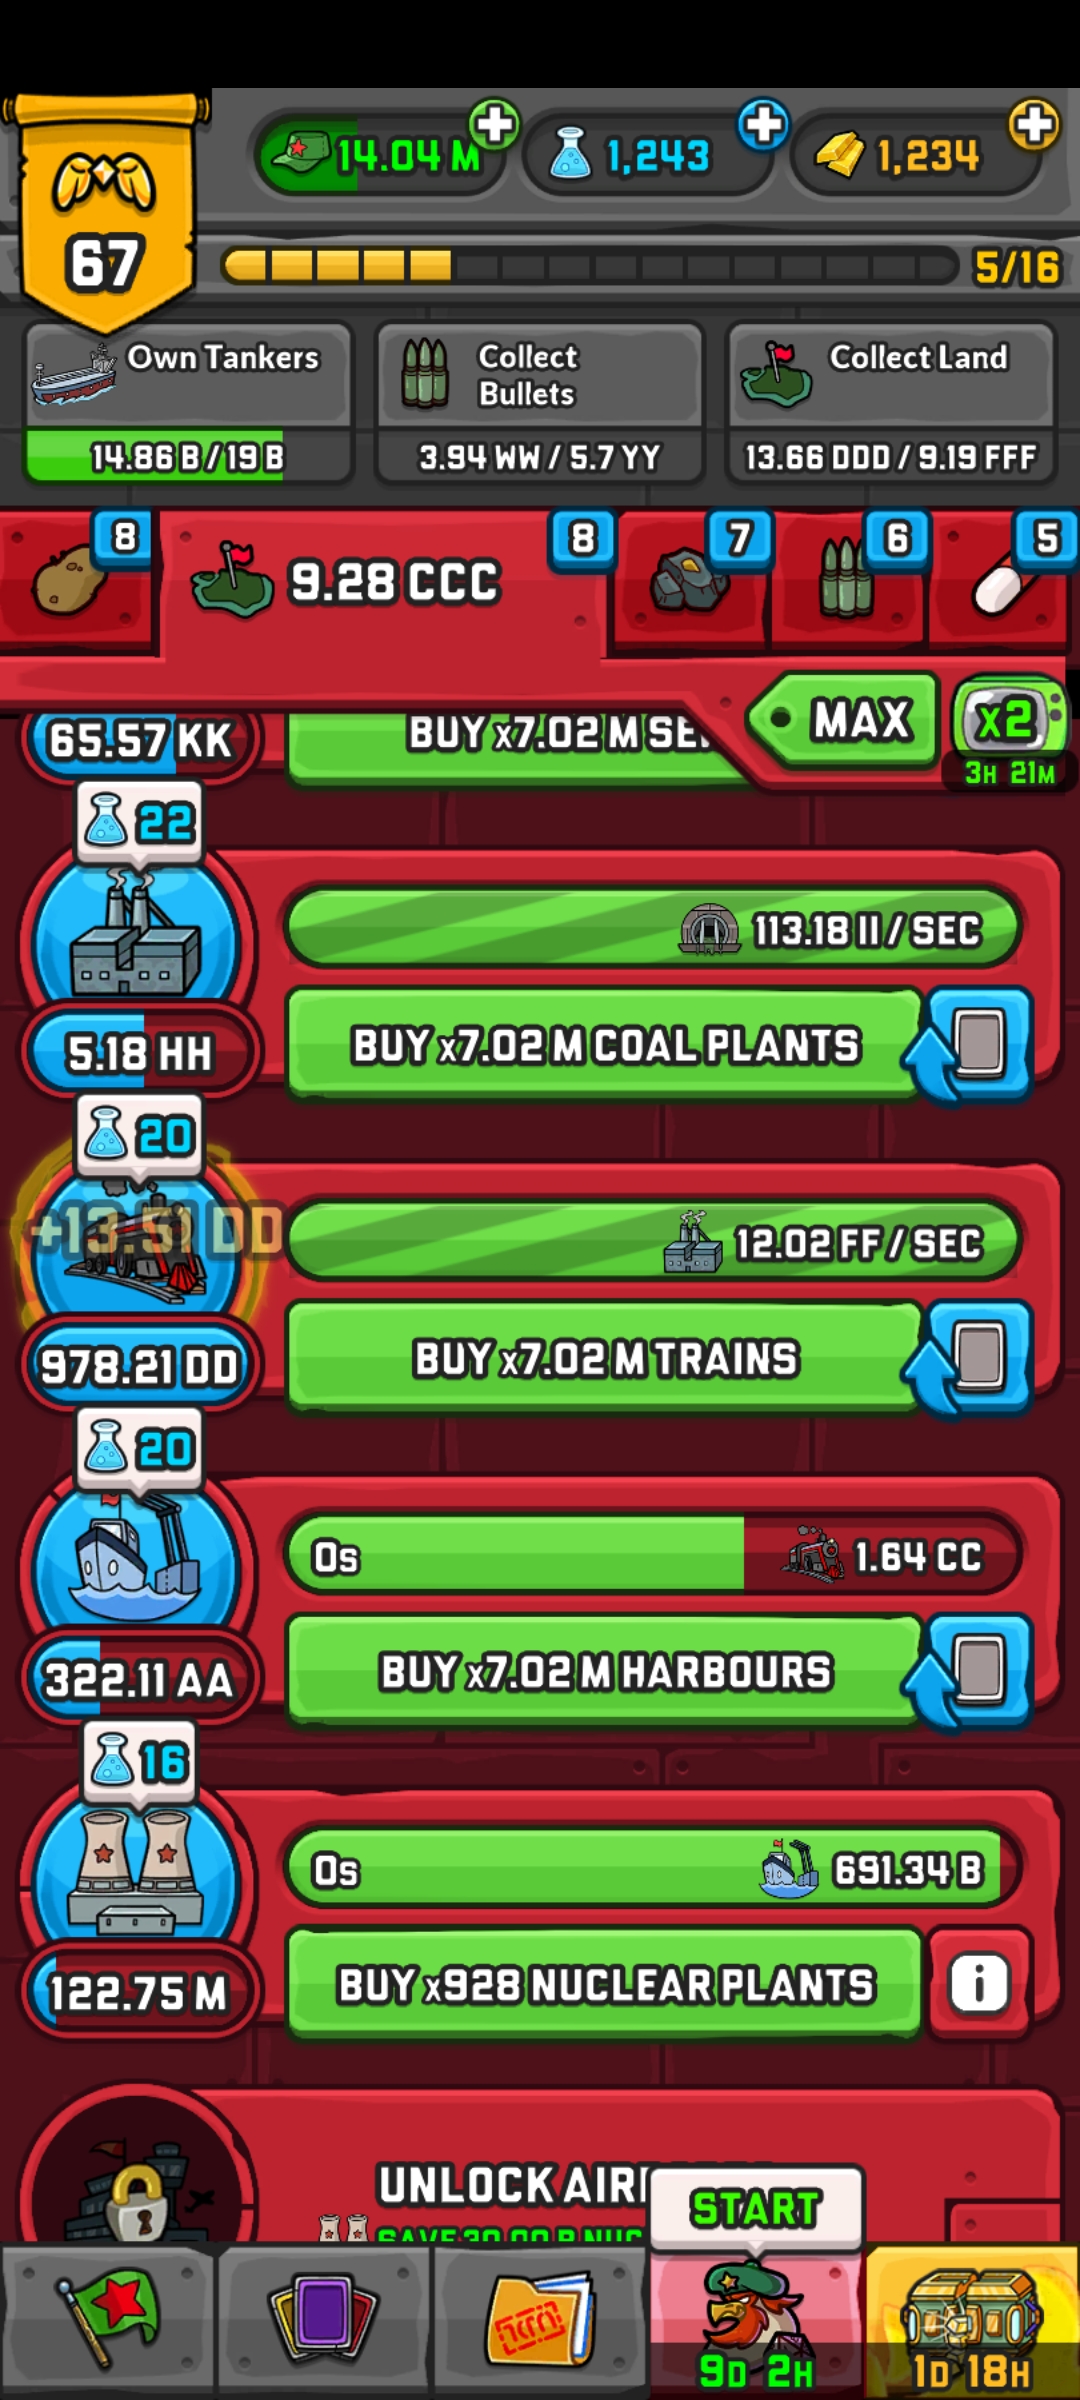 14.04 M
1,243
1,234
67
5/16
Own Tankers
Collect
Bullets
Collect Land
14.86 B / 19 B
3.94 WW / 5.7 YY
13.66 DDD / 9.19 FFF
8
9.28 CCC
8
7
6
5
65.57 KK
BUY x7.02 M
MAX
x2
3H 21M
22
113.18 II / SEC
5.18 HH
BUY x7.02 M COAL PLANTS
20
+13.51 DD
12.02 FF / SEC
978.21 DD
BUY x7.02 M TRAINS
20
0s
1.64 CC
322.11 AA
BUY x7.02 M HARBOURS
16
0s
691.34 B
122.75 M
BUY x928 NUCLEAR PLANTS
i
UNLOCK
START
9D 2H
1D 18H